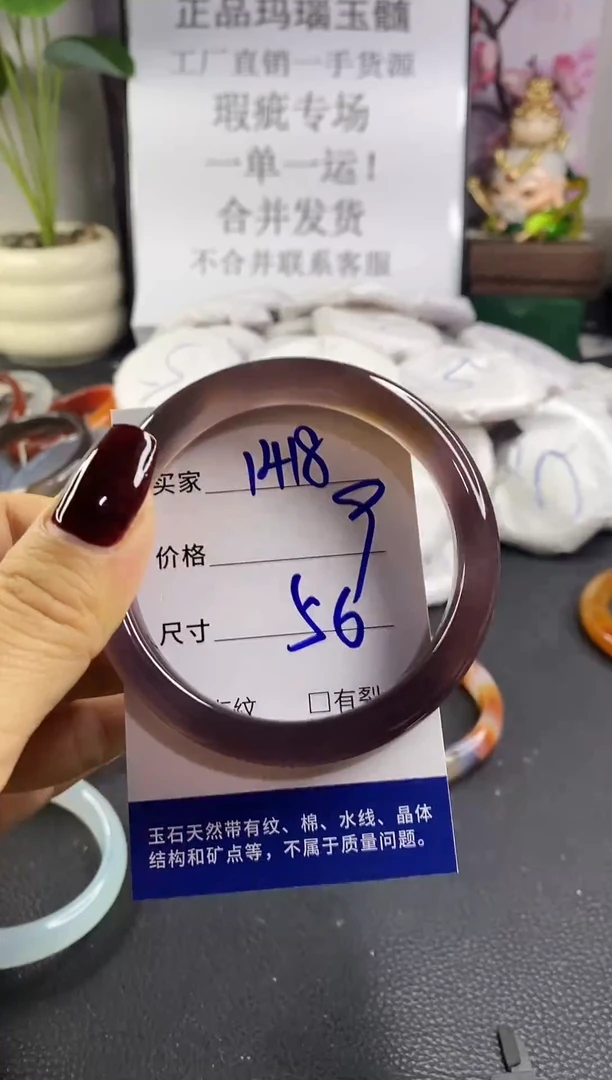 正品玛瑙玉髓
工厂直销一手货源
瑕疵专场
一单一运!
合并发货
不合并联系客服
买家 1418
价格 9
尺寸 56
纹 □有裂
玉石天然带有纹、棉、水线、晶体
结构和矿点等，不属于质量问题。